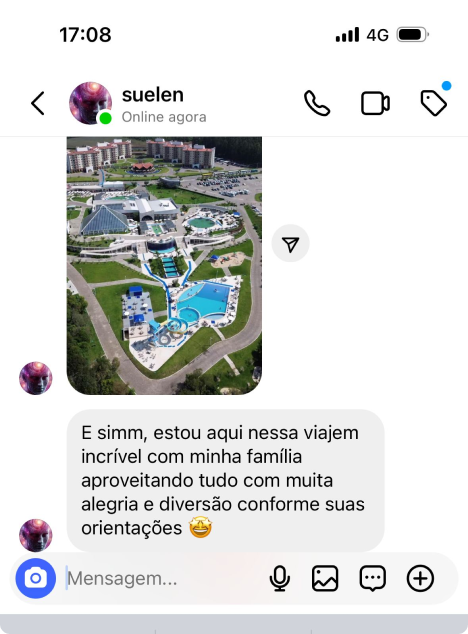 17:08
4G
suelen
Online agora
E simm, estou aqui nessa viajem
incrível com minha família
aproveitando tudo com muita
alegria e diversão conforme suas
orientações 🤩
Mensagem...